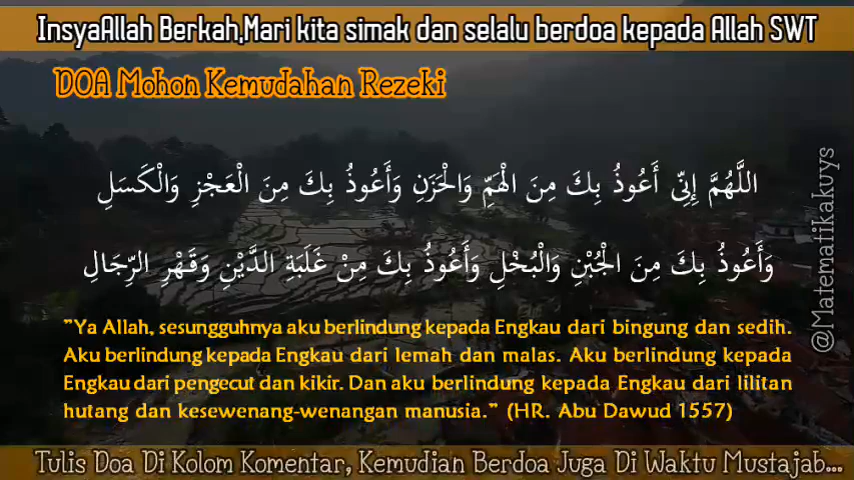 InsyaAllah Berkah,Mari kita simak dan selalu berdoa kepada Allah SWT
DOA Mohon Kemudahan Rezeki
اللَّهُمَّ إِنِّى أَعُوذُ بِكَ مِنَ الْهَمِّ وَالْحَزَنِ وَأَعُوذُ بِكَ مِنَ الْعَجْزِ وَالْكَسَلِ
وَأَعُوذُ بِكَ مِنَ الْجُبْنِ وَالْبُخْلِ وَأَعُوذُ بِكَ مِنْ غَلَبَةِ الدَّيْنِ وَقَهْرِ الرِّجَالِ
"Ya Allah, sesungguhnya aku berlindung kepada Engkau dari bingung dan sedih.
Aku berlindung kepada Engkau dari lemah dan malas. Aku berlindung kepada
Engkau dari pengecut dan kikir. Dan aku berlindung kepada Engkau dari lilitan
hutang dan kesewenang-wenangan manusia." (HR. Abu Dawud 1557)
@Matematikakuys
Tulis Doa Di Kolom Komentar, Kemudian Berdoa Juga Di Waktu Mustajab...